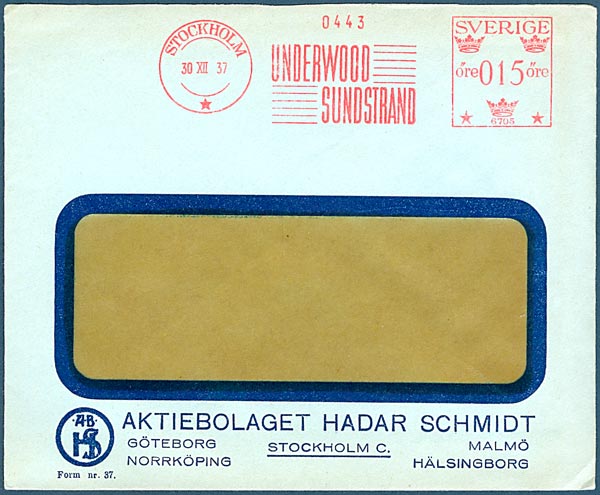 0443
STOCKHOLM
30 XII 37
UNDERWOOD
SUNDSTRAND
SVERIGE
öre 015 öre
6795
A·B·
HS
AKTIEBOLAGET HADAR SCHMIDT
GÖTEBORG STOCKHOLM C. MALMÖ
NORRKÖPING HÄLSINGBORG
Form nr. 37.